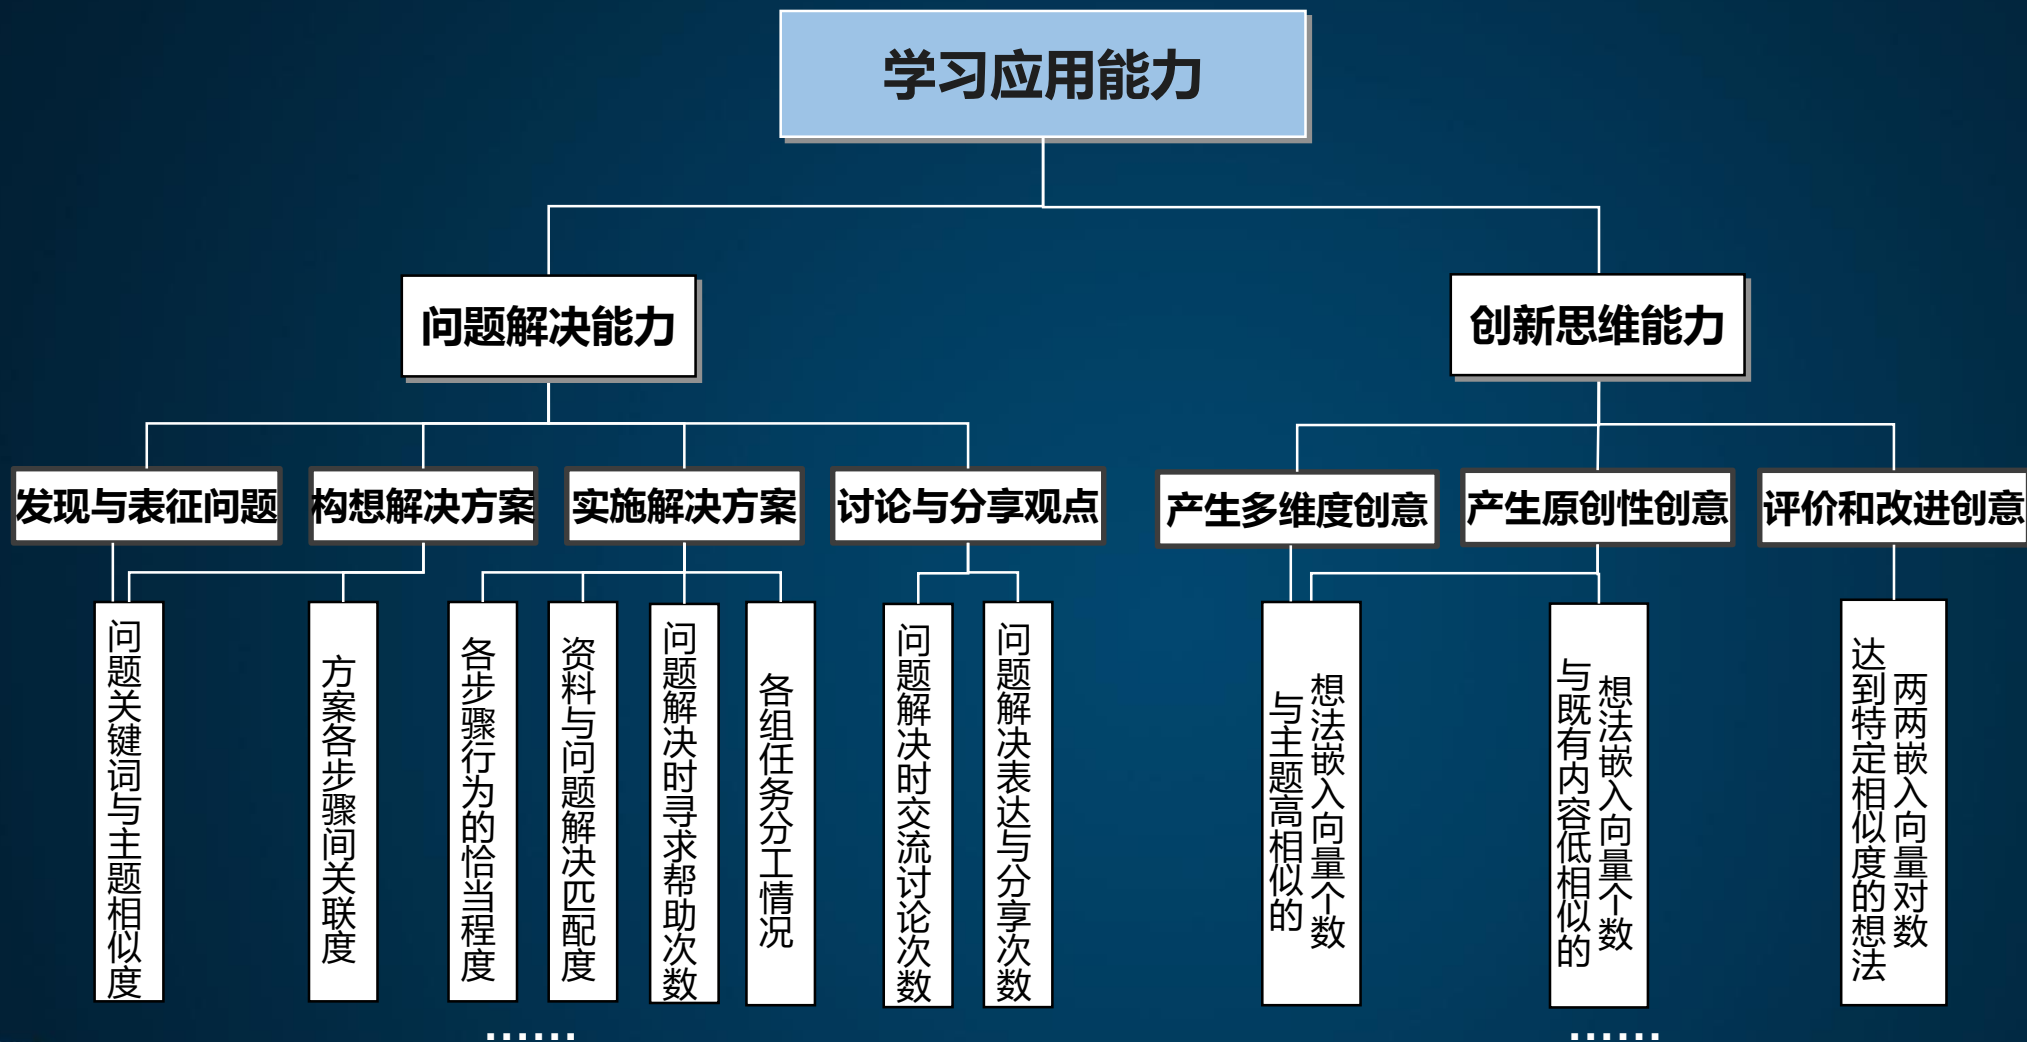 学习应用能力
问题解决能力
创新思维能力
发现与表征问题
构想解决方案
实施解决方案
讨论与分享观点
产生多维度创意
产生原创性创意
评价和改进创意
问题关键词与主题相似度
方案各步骤间关联度
各步骤行为的恰当程度
资料与问题解决匹配度
问题解决时寻求帮助次数
各组任务分工情况
问题解决时交流讨论次数
问题解决表达与分享次数
与主题高相似的
想法嵌入向量个数
与既有内容低相似的
想法嵌入向量个数
达到特定相似度的想法
两两嵌入向量对数
……
……